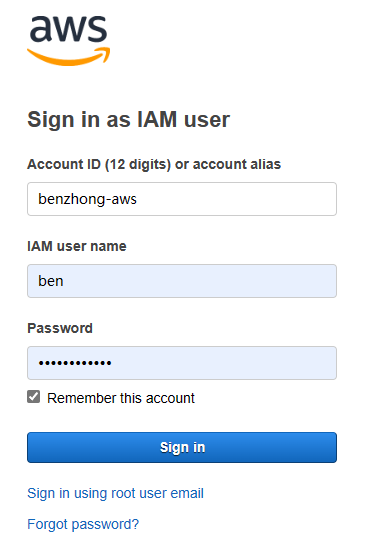 aws
Sign in as IAM user
Account ID (12 digits) or account alias
benzhong-aws
IAM user name
ben
Password
••••••••••••
Remember this account
Sign in
Sign in using root user email
Forgot password?